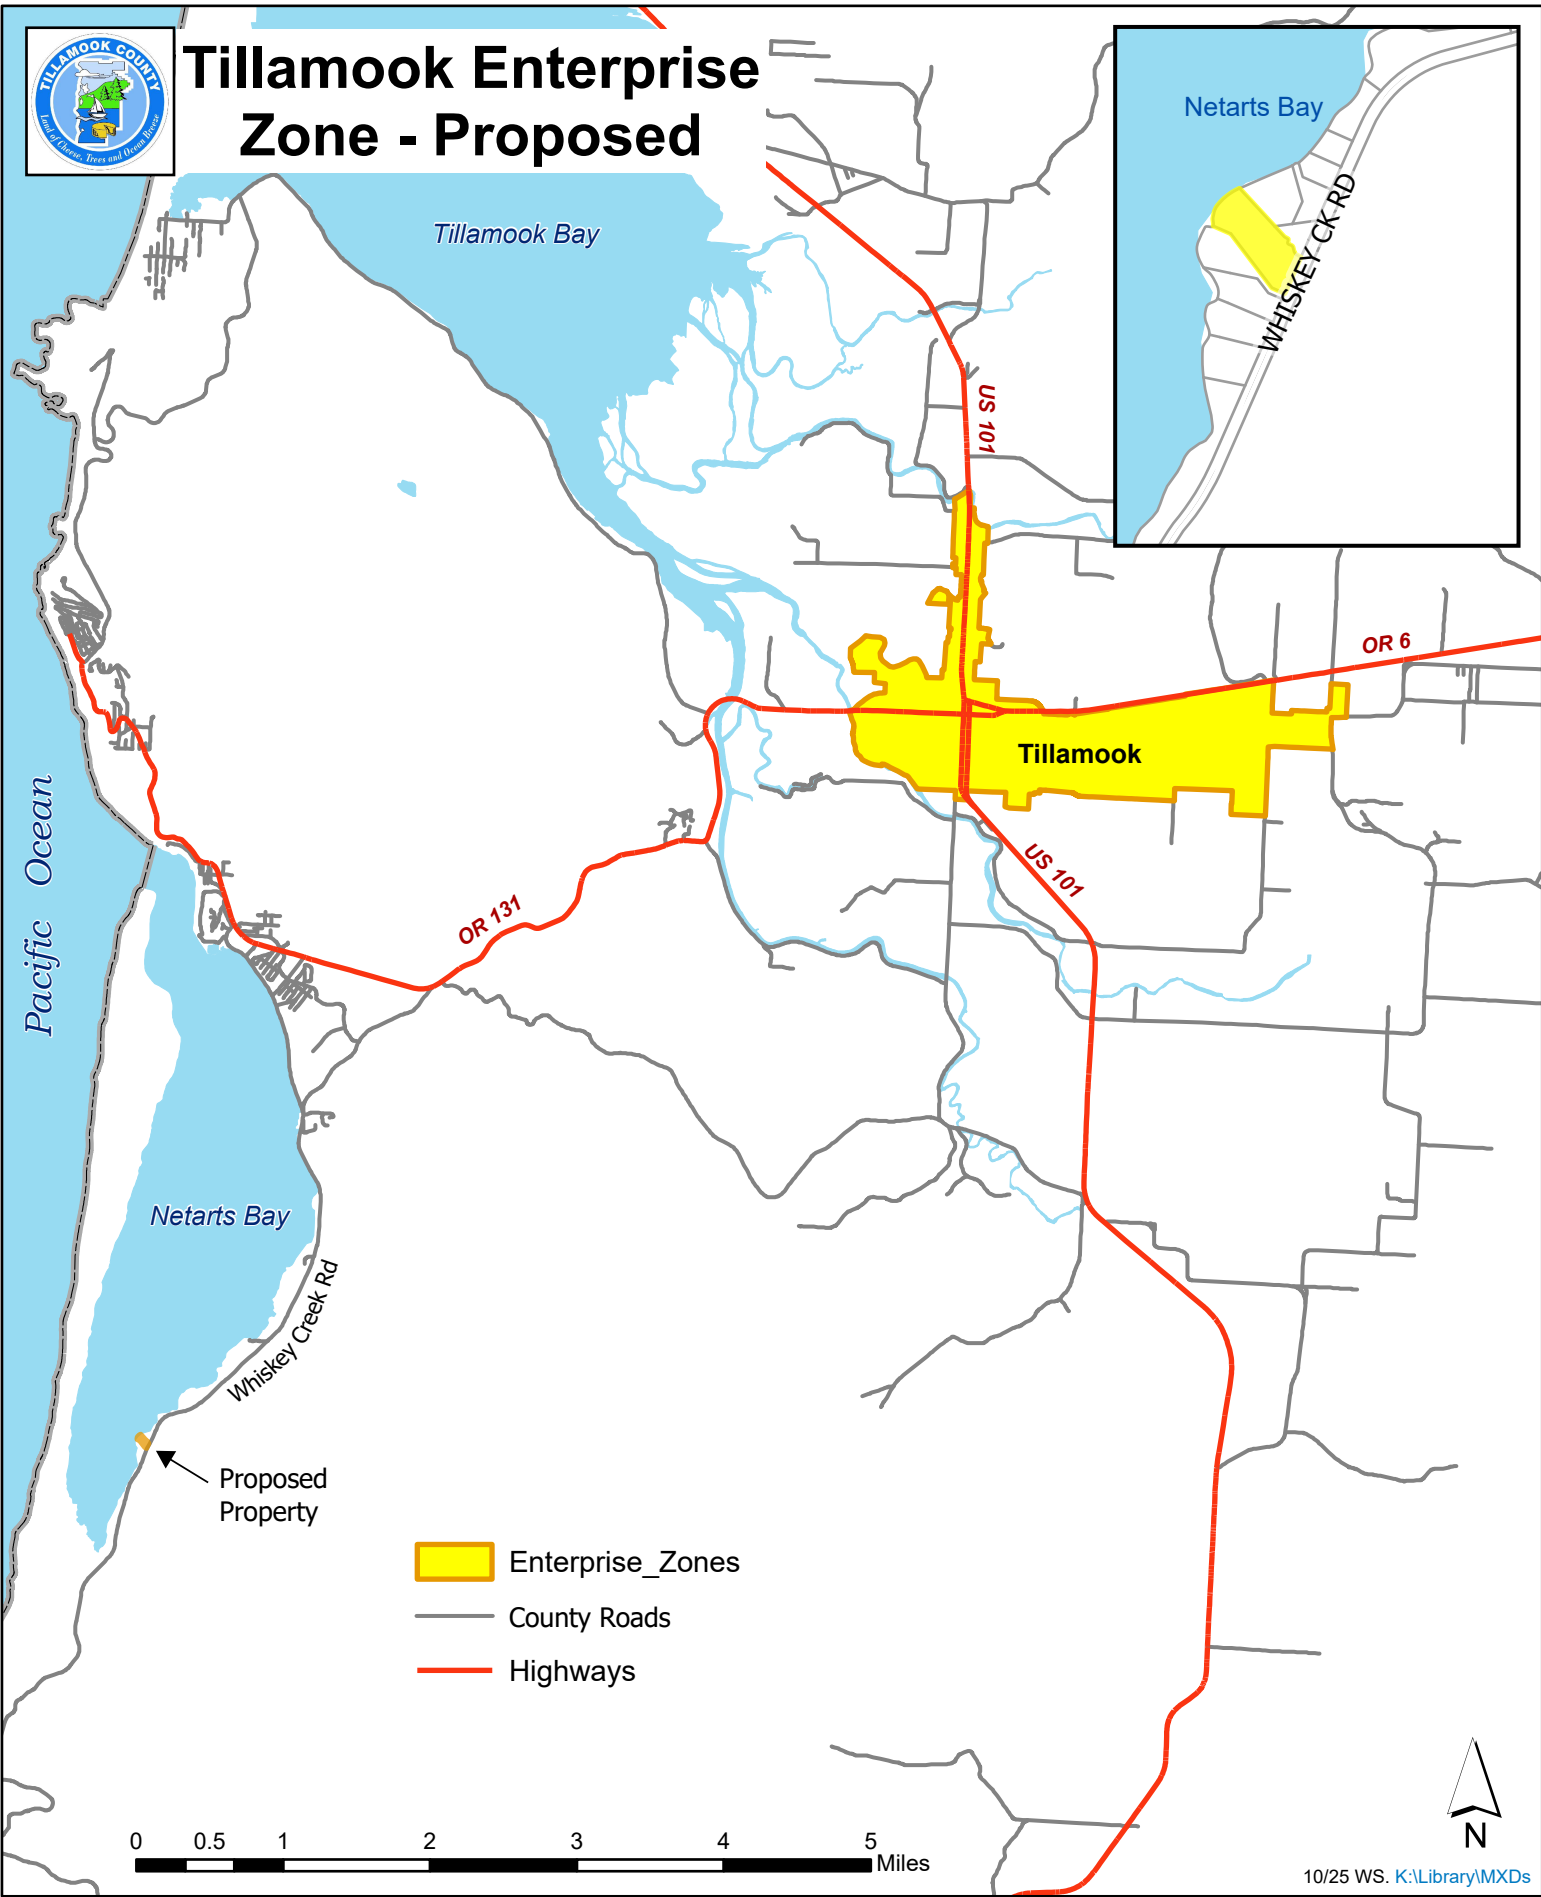 TILLAMOOK COUNTY
Land of Cheese, Trees and Ocean Breeze
Tillamook Enterprise
Zone - Proposed
Netarts Bay
WHISKEY CK RD
Tillamook Bay
US 101
OR 6
Tillamook
US 101
OR 131
Pacific Ocean
Netarts Bay
Whiskey Creek Rd
Proposed
Property
Enterprise_Zones
County Roads
Highways
0 0.5 1 2 3 4 5
Miles
N
10/25 WS. K:\Library\MXDs